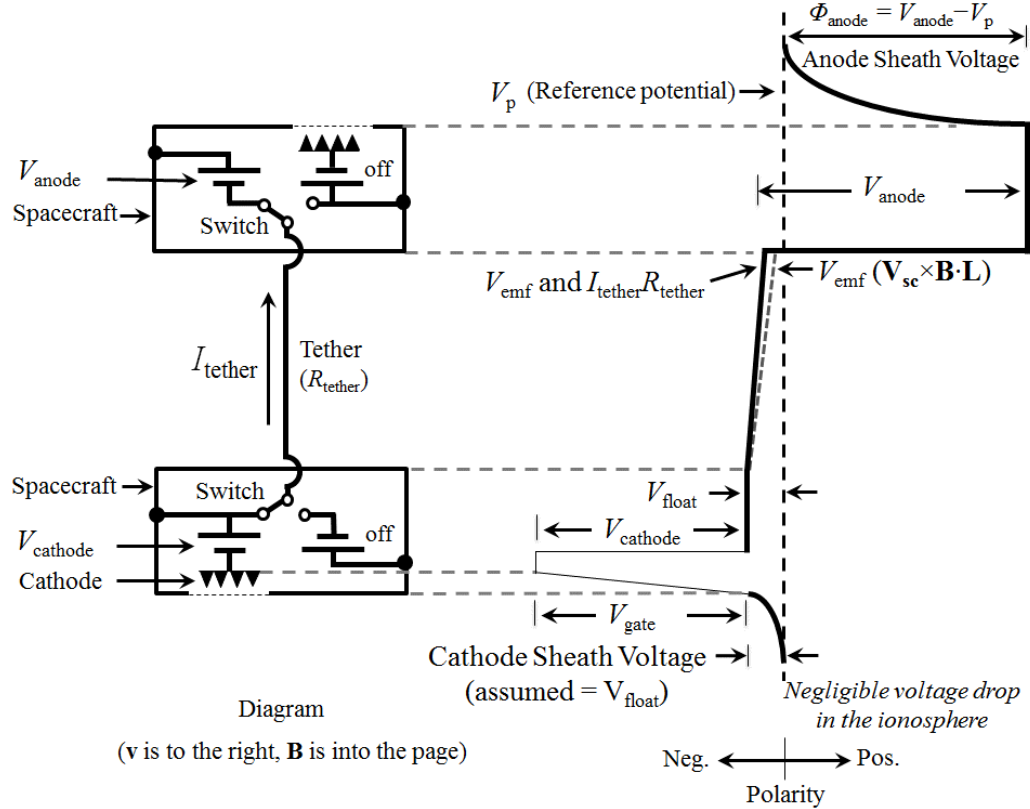 Φanode = Vanode−Vp
Anode Sheath Voltage
Vp (Reference potential)
off
Vanode
Vanode
Spacecraft
Switch
Vemf and ItetherRtether
Vemf (Vsc×B·L)
Itether
Tether
(Rtether)
Spacecraft
Switch
Vfloat
Vcathode
off
Vcathode
Cathode
Vgate
Cathode Sheath Voltage
(assumed = Vfloat)
Negligible voltage drop
in the ionosphere
Diagram
(v is to the right, B is into the page)
Neg.
Pos.
Polarity